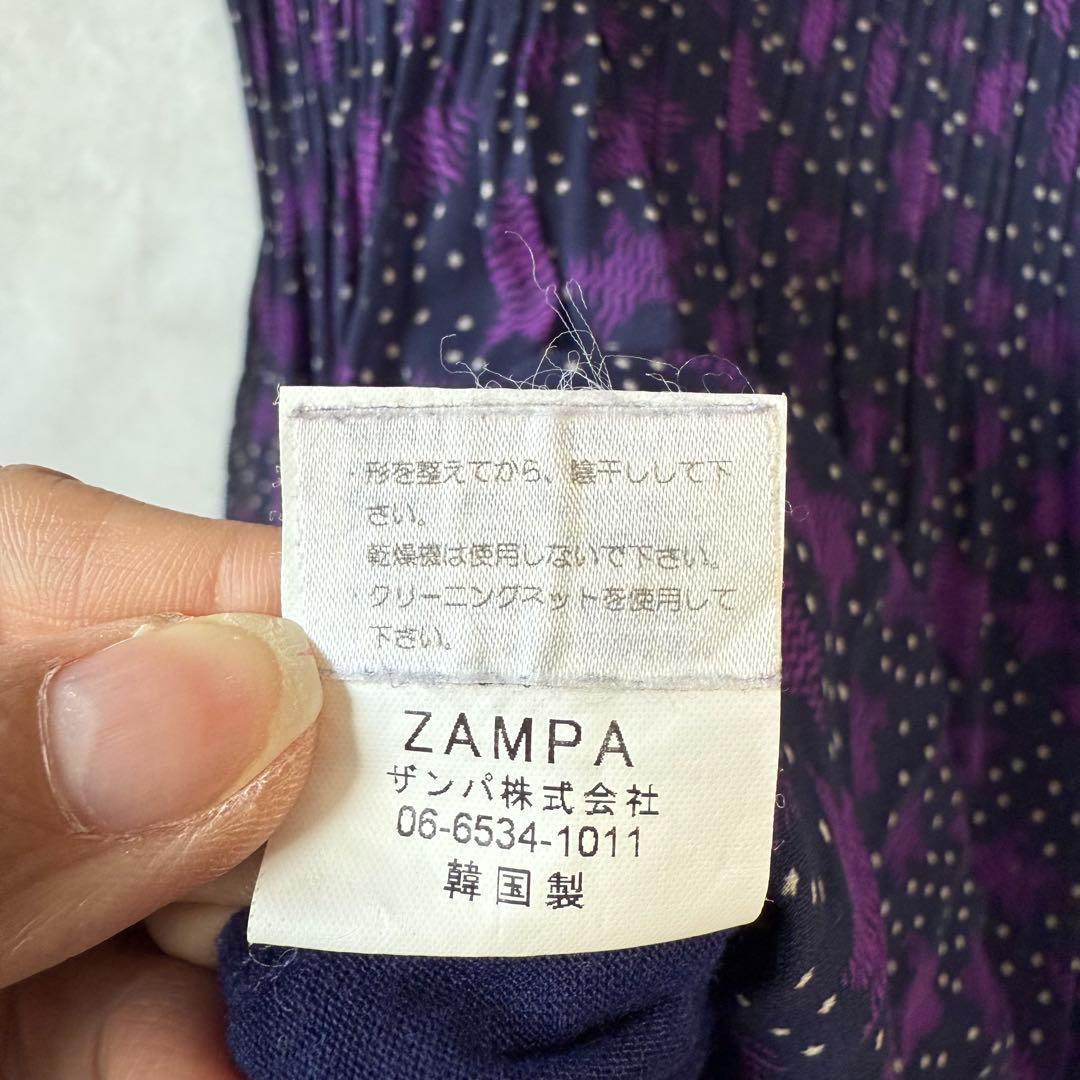 形を整えてから、陰干しして下
さい。
乾燥機は使用しないで下さい。
クリーニングネットを使用して
下さい。
ZAMPA
ザンパ株式会社
06-6534-1011
韓国製